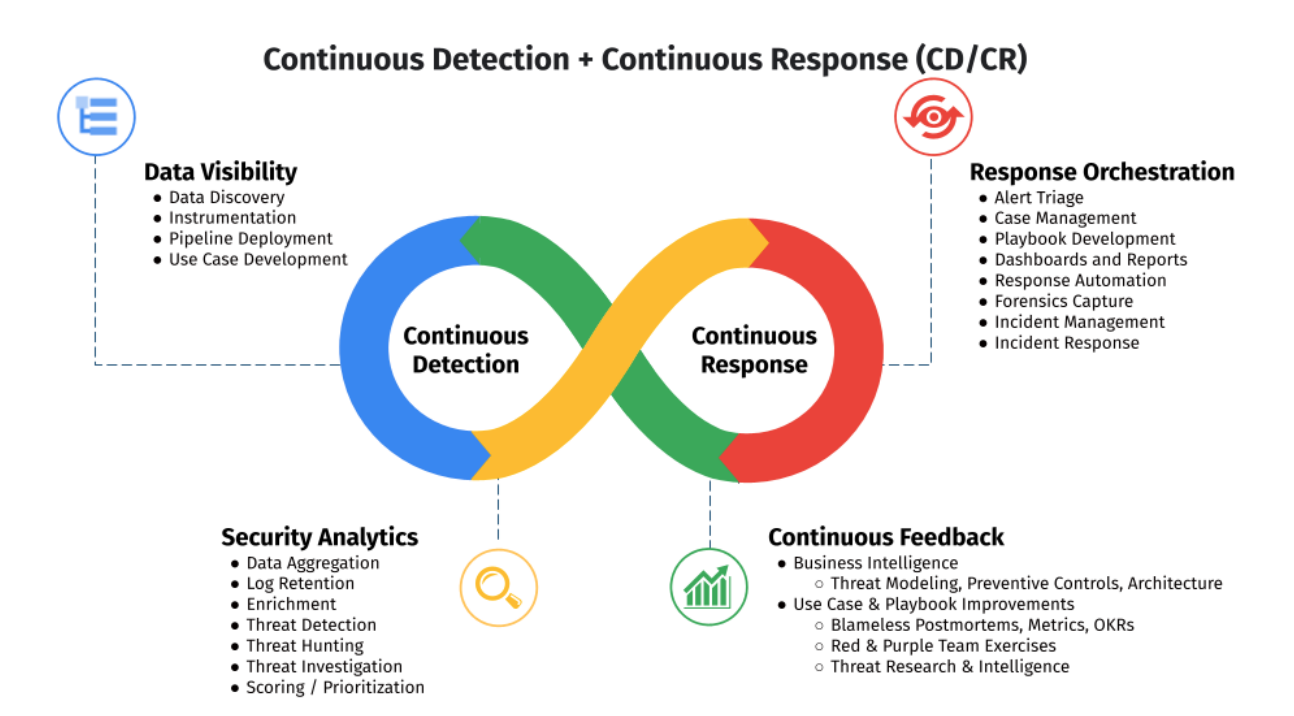 Continuous Detection + Continuous Response (CD/CR)
Data Visibility
● Data Discovery
● Instrumentation
● Pipeline Deployment
● Use Case Development
Response Orchestration
● Alert Triage
● Case Management
● Playbook Development
● Dashboards and Reports
● Response Automation
● Forensics Capture
● Incident Management
● Incident Response
Continuous
Detection
Continuous
Response
Security Analytics
● Data Aggregation
● Log Retention
● Enrichment
● Threat Detection
● Threat Hunting
● Threat Investigation
● Scoring / Prioritization
Continuous Feedback
● Business Intelligence
○ Threat Modeling, Preventive Controls, Architecture
● Use Case & Playbook Improvements
○ Blameless Postmortems, Metrics, OKRs
○ Red & Purple Team Exercises
○ Threat Research & Intelligence